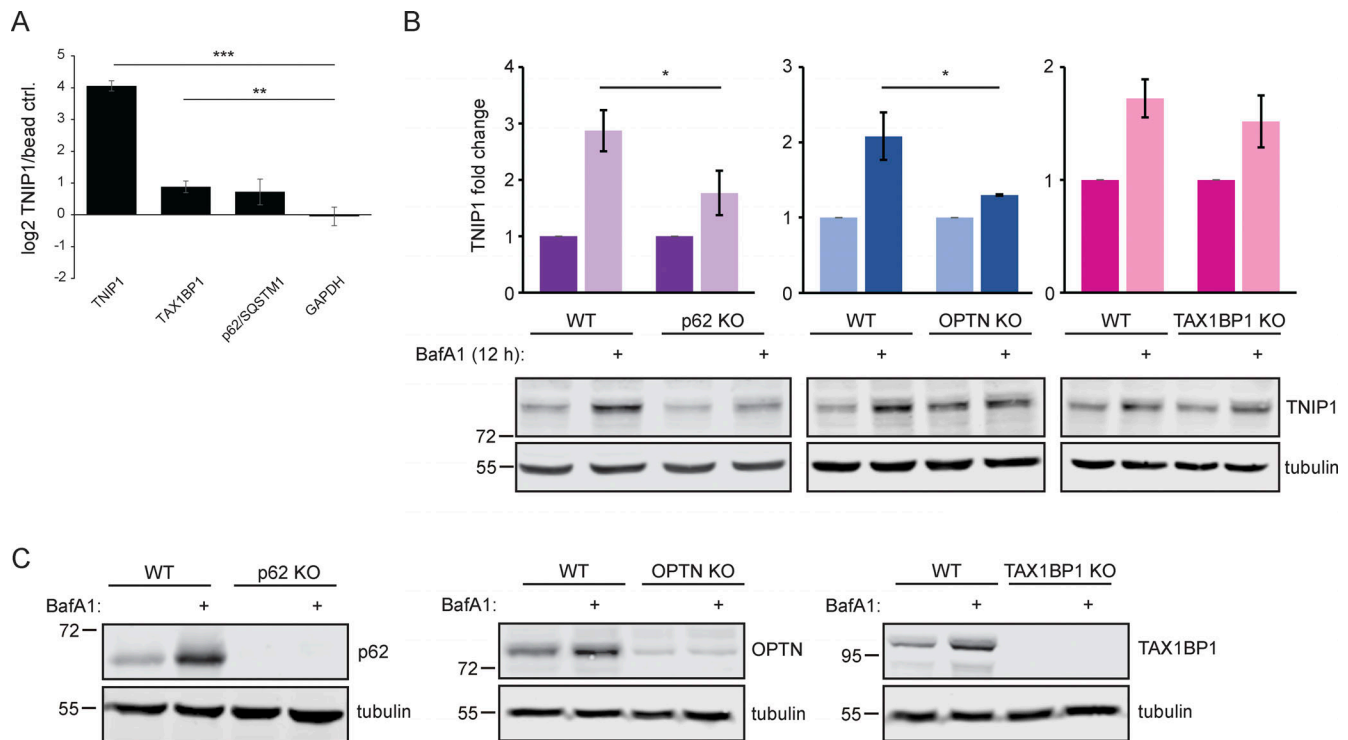 A
log2 TNIP1/bead ctrl.
5
4
3
2
1
0
-1
-2
***
**
TNIP1
TAX1BP1
p62/SQSTM1
GAPDH
B
TNIP1 fold change
4
3
2
1
0
*
3
2
1
0
*
2
1
0
WT p62 KO WT OPTN KO WT TAX1BP1 KO
BafA1 (12 h): + + + + + +
TNIP1
72
55
tubulin
C
WT p62 KO
BafA1: + +
72
p62
55
tubulin
WT OPTN KO
BafA1: + +
OPTN
72
55
tubulin
WT TAX1BP1 KO
BafA1: + +
95
TAX1BP1
55
tubulin